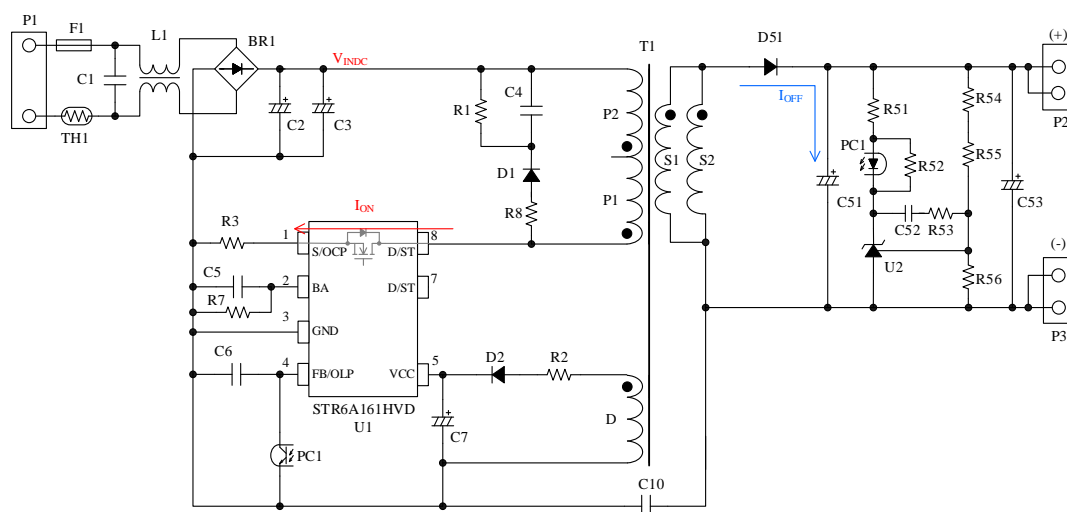 P1
F1
L1
BR1
C1
TH1
V_INDC
C2
C3
R1
C4
D1
R8
T1
P2
P1
S1
S2
D51
I_OFF
C51
R51
PC1
R52
C52
R53
U2
R54
R55
R56
C53
(+)
P2
(-)
P3
I_ON
R3
1
S/OCP
D/ST
8
C5
2
BA
D/ST
7
R7
3
GND
C6
4
FB/OLP
VCC
5
STR6A161HVD
U1
PC1
D2
R2
C7
D
C10